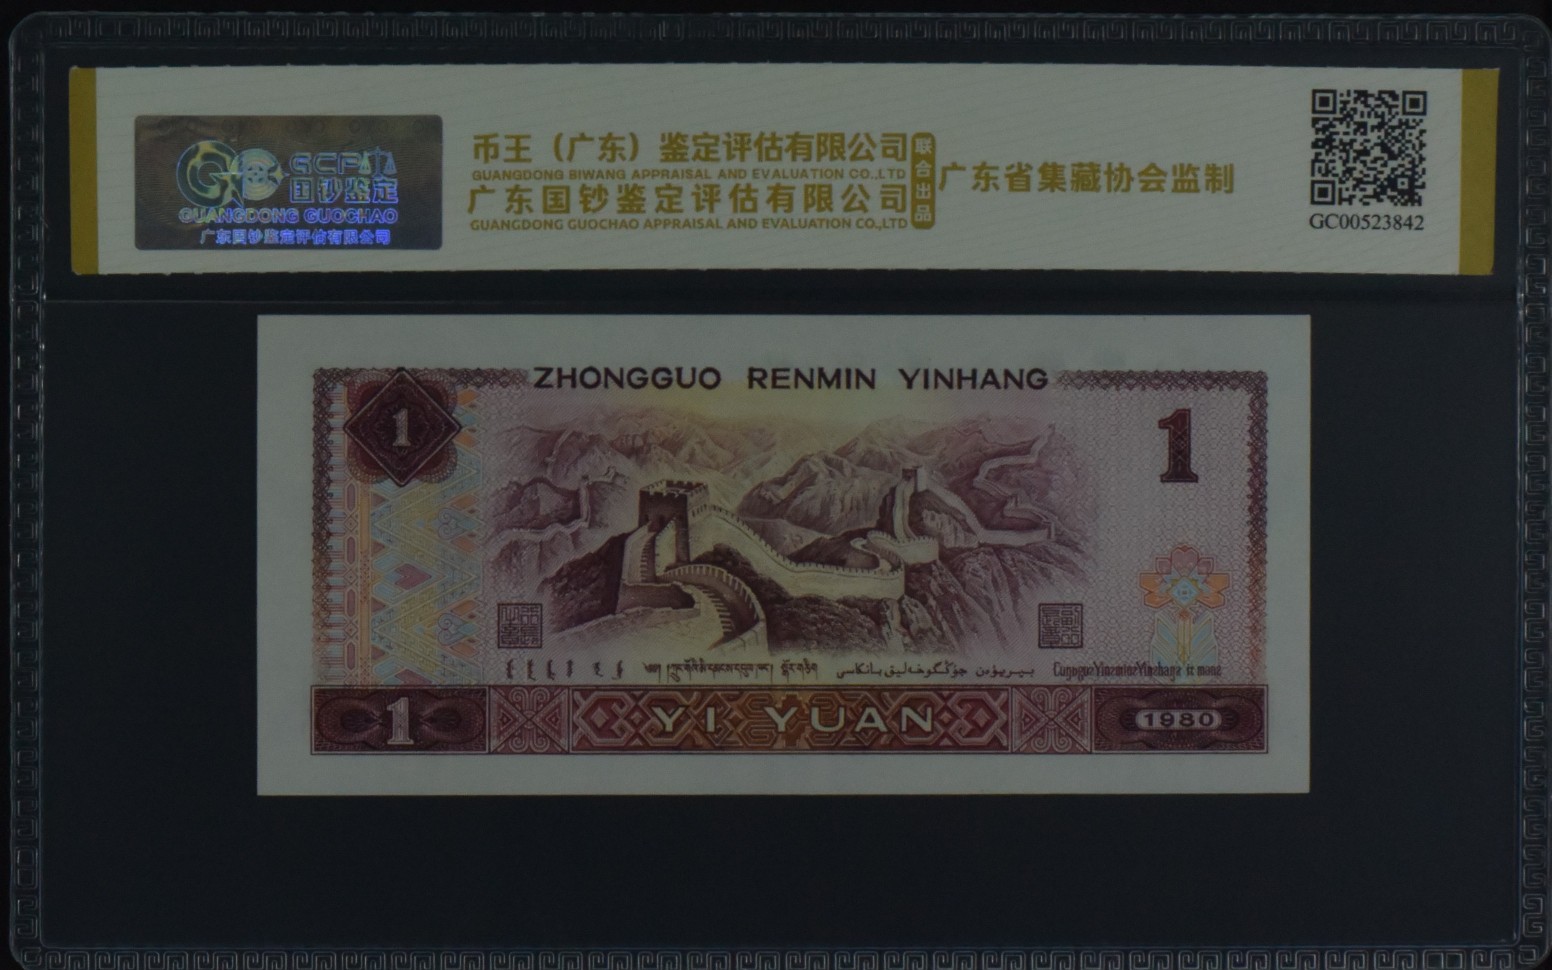 GCPA
国钞鉴定
GUANGDONG GUOCHAO
广东国钞鉴定评估有限公司
币王（广东）鉴定评估有限公司
GUANGDONG BIWANG APPRAISAL AND EVALUATION CO.,LTD
广东国钞鉴定评估有限公司
GUANGDONG GUOCHAO APPRAISAL AND EVALUATION CO.,LTD
联合出品
广东省集藏协会监制
GC00523842
ZHONGGUO RENMIN YINHANG
1
1
1
YI YUAN
1980